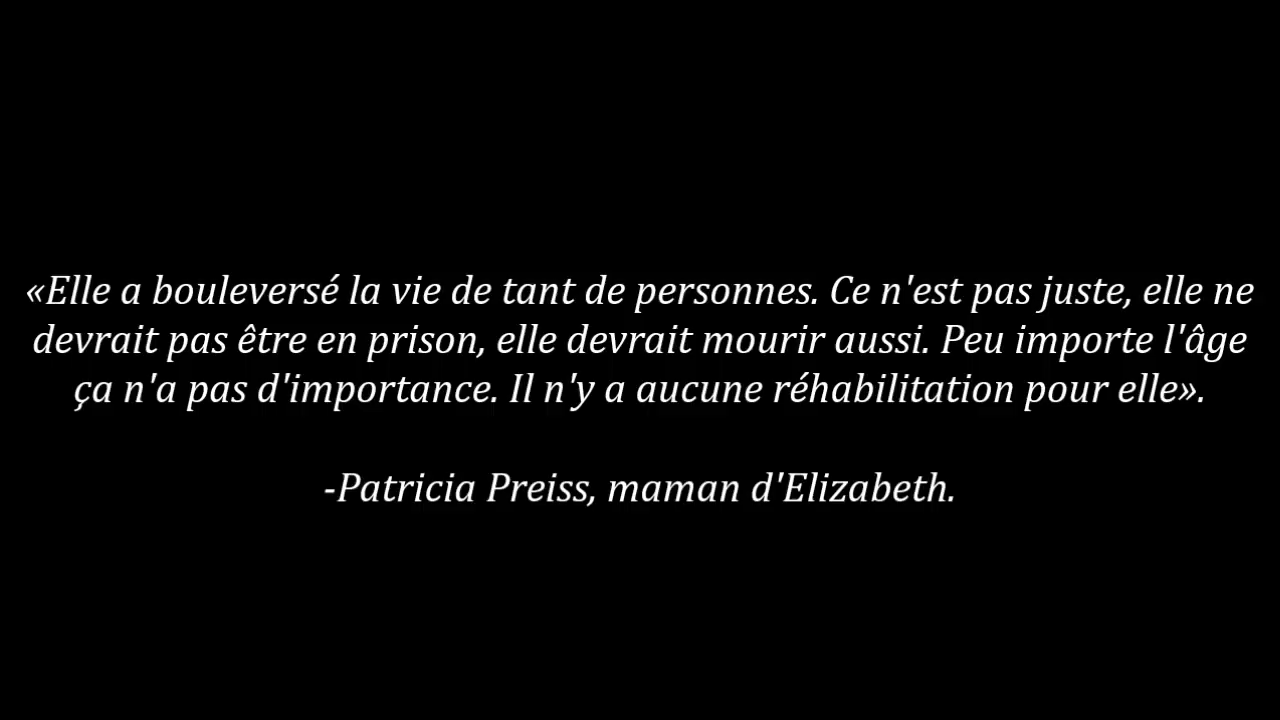 «Elle a bouleversé la vie de tant de personnes. Ce n'est pas juste, elle ne
devrait pas être en prison, elle devrait mourir aussi. Peu importe l'âge
ça n'a pas d'importance. Il n'y a aucune réhabilitation pour elle».
-Patricia Preiss, maman d'Elizabeth.